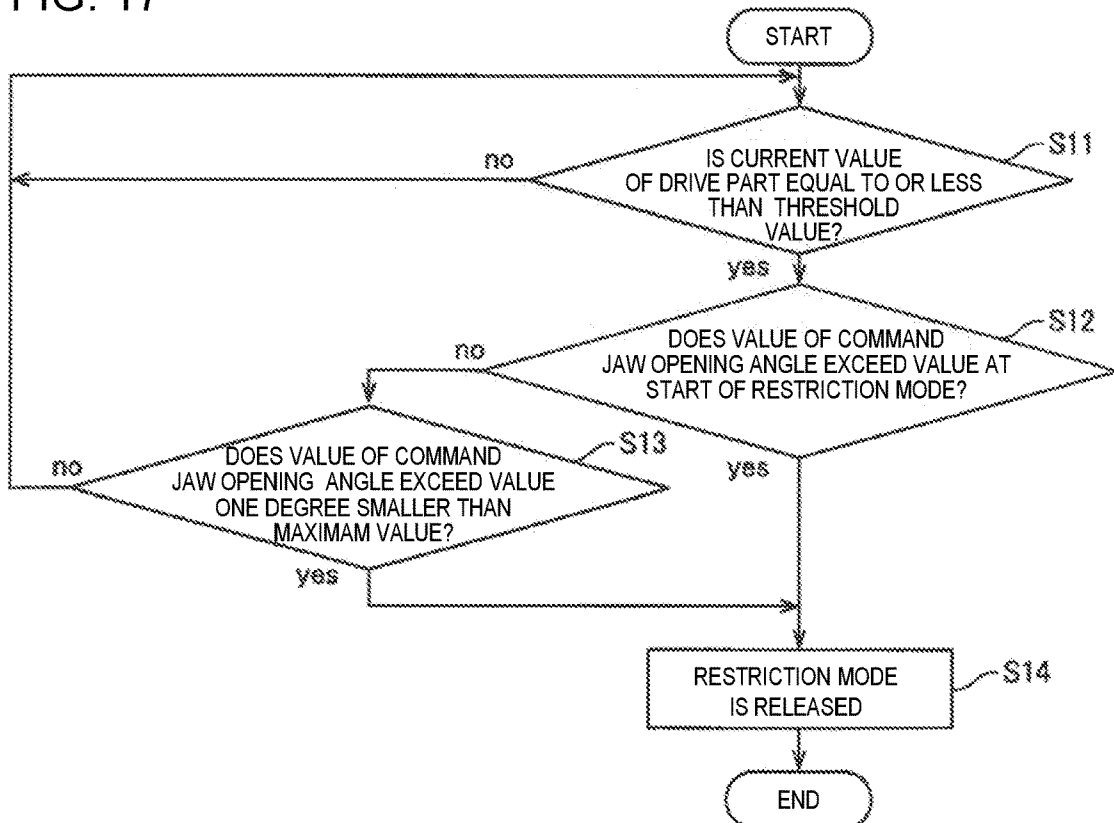 FIG. 17
START
S11
no
IS CURRENT VALUE
OF DRIVE PART EQUAL TO OR LESS
THAN THRESHOLD
VALUE?
yes
S12
no
DOES VALUE OF COMMAND
JAW OPENING ANGLE EXCEED VALUE AT
START OF RESTRICTION MODE?
yes
S13
no
DOES VALUE OF COMMAND
JAW OPENING ANGLE EXCEED VALUE
ONE DEGREE SMALLER THAN
MAXIMAM VALUE?
yes
RESTRICTION MODE
IS RELEASED
S14
END